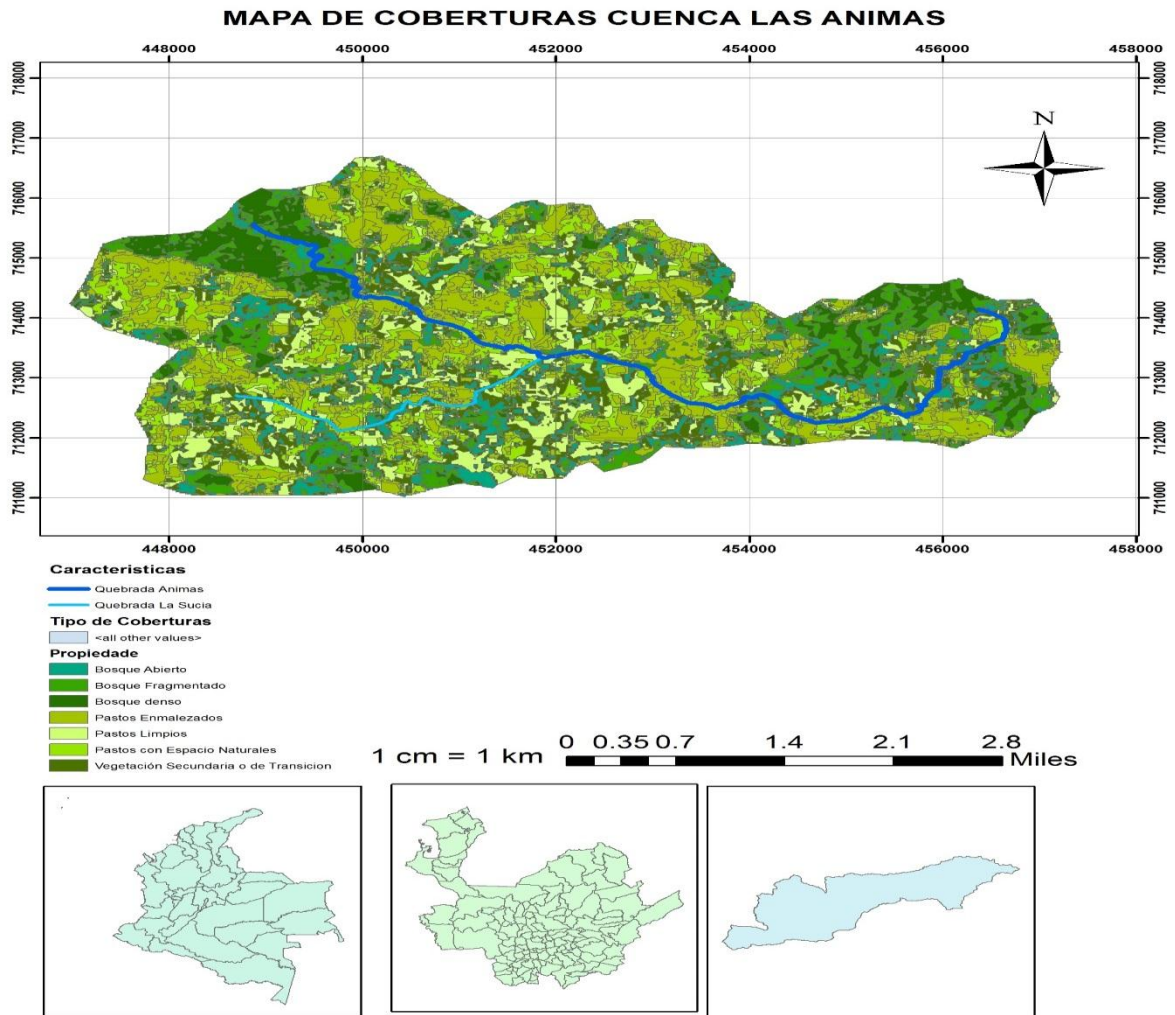 MAPA DE COBERTURAS CUENCA LAS ANIMAS
448000 450000 452000 454000 456000 458000
718000 718000
717000 717000
N
716000 716000
715000 715000
714000 714000
713000 713000
712000 712000
711000 711000
448000 450000 452000 454000 456000 458000
Caracteristicas
Quebrada Animas
Quebrada La Sucia
Tipo de Coberturas
<all other values>
Propiedade
Bosque Abierto
Bosque Fragmentado
Bosque denso
Pastos Enmalezados
Pastos Limpios
Pastos con Espacio Naturales
Vegetación Secundaria o de Transicion
1 cm = 1 km
0 0.35 0.7 1.4 2.1 2.8
Miles